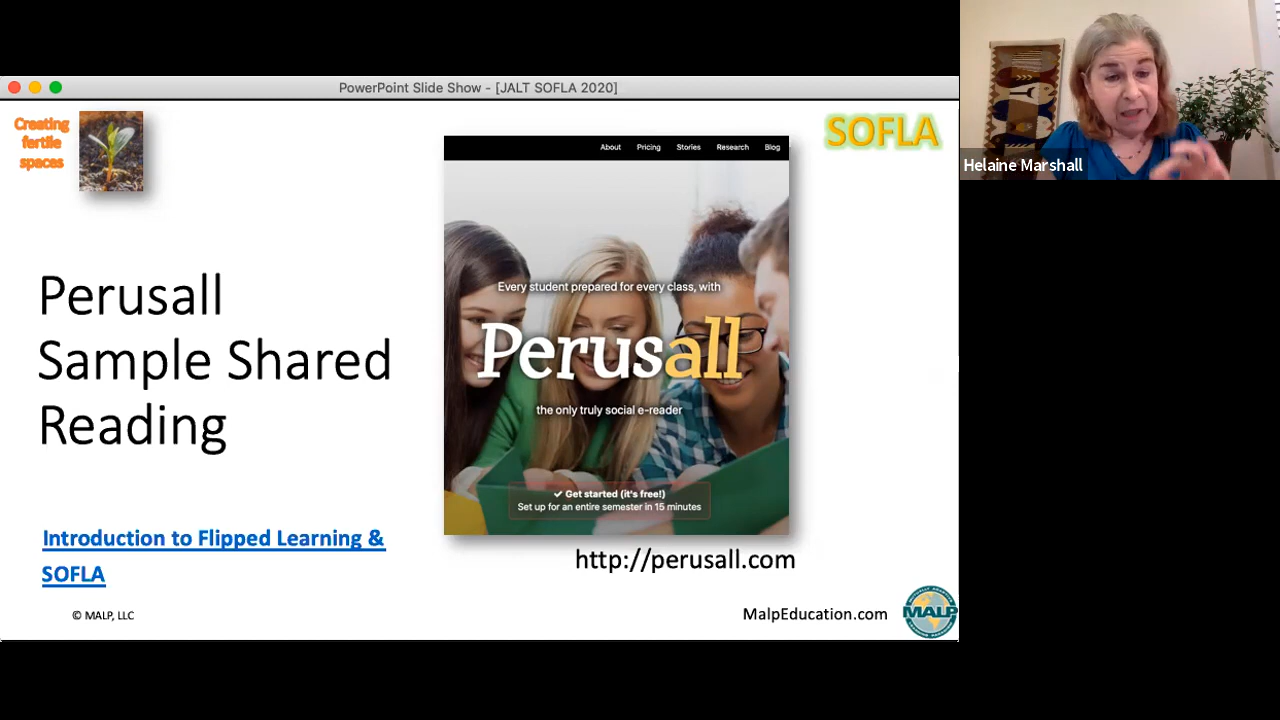 PowerPoint Slide Show - [JALT SOFLA 2020]
Creating
fertile
spaces
SOFLA
About Pricing Stories Research Blog
Every student prepared for every class, with
Perusall
the only truly social e-reader
✓ Get started (it's free!)
Set up for an entire semester in 15 minutes
Perusall
Sample Shared
Reading
Introduction to Flipped Learning &
SOFLA
http://perusall.com
© MALP, LLC
MalpEducation.com
MALP
Helaine Marshall